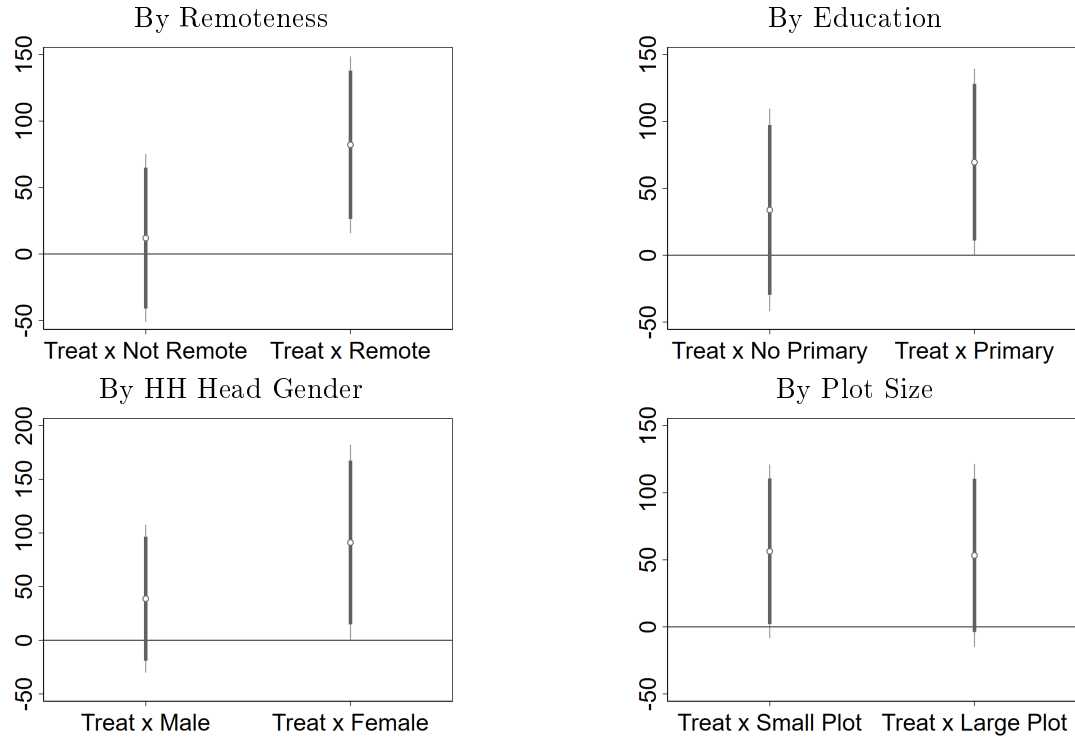 By Remoteness
150
100
50
0
-50
Treat x Not Remote Treat x Remote
By Education
150
100
50
0
-50
Treat x No Primary Treat x Primary
By HH Head Gender
200
150
100
50
0
-50
Treat x Male Treat x Female
By Plot Size
150
100
50
0
-50
Treat x Small Plot Treat x Large Plot